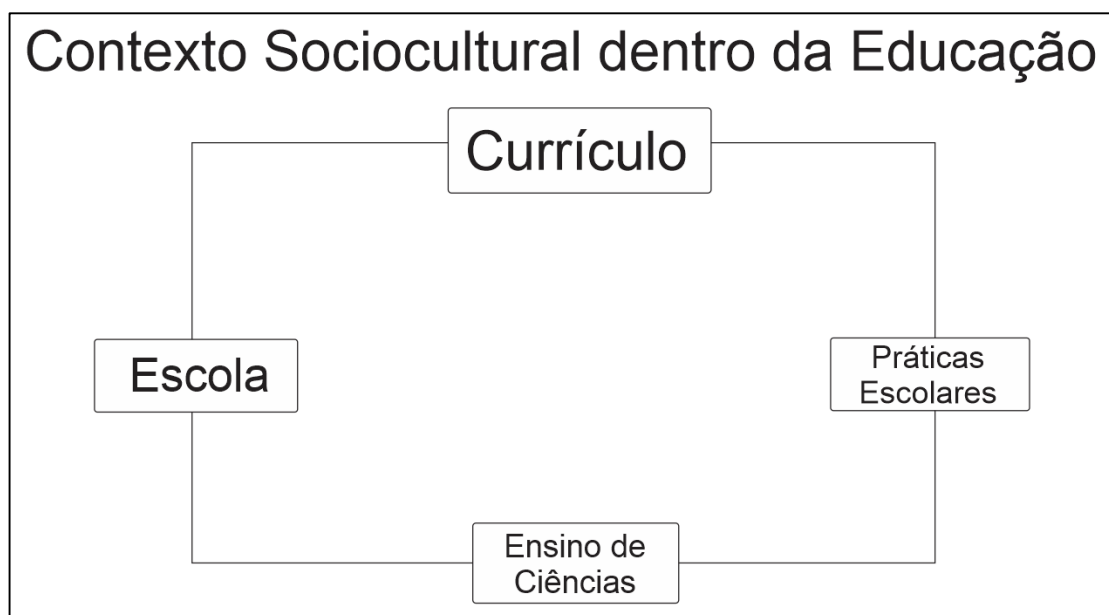 Contexto Sociocultural dentro da Educação
Currículo
Escola
Práticas
Escolares
Ensino de
Ciências